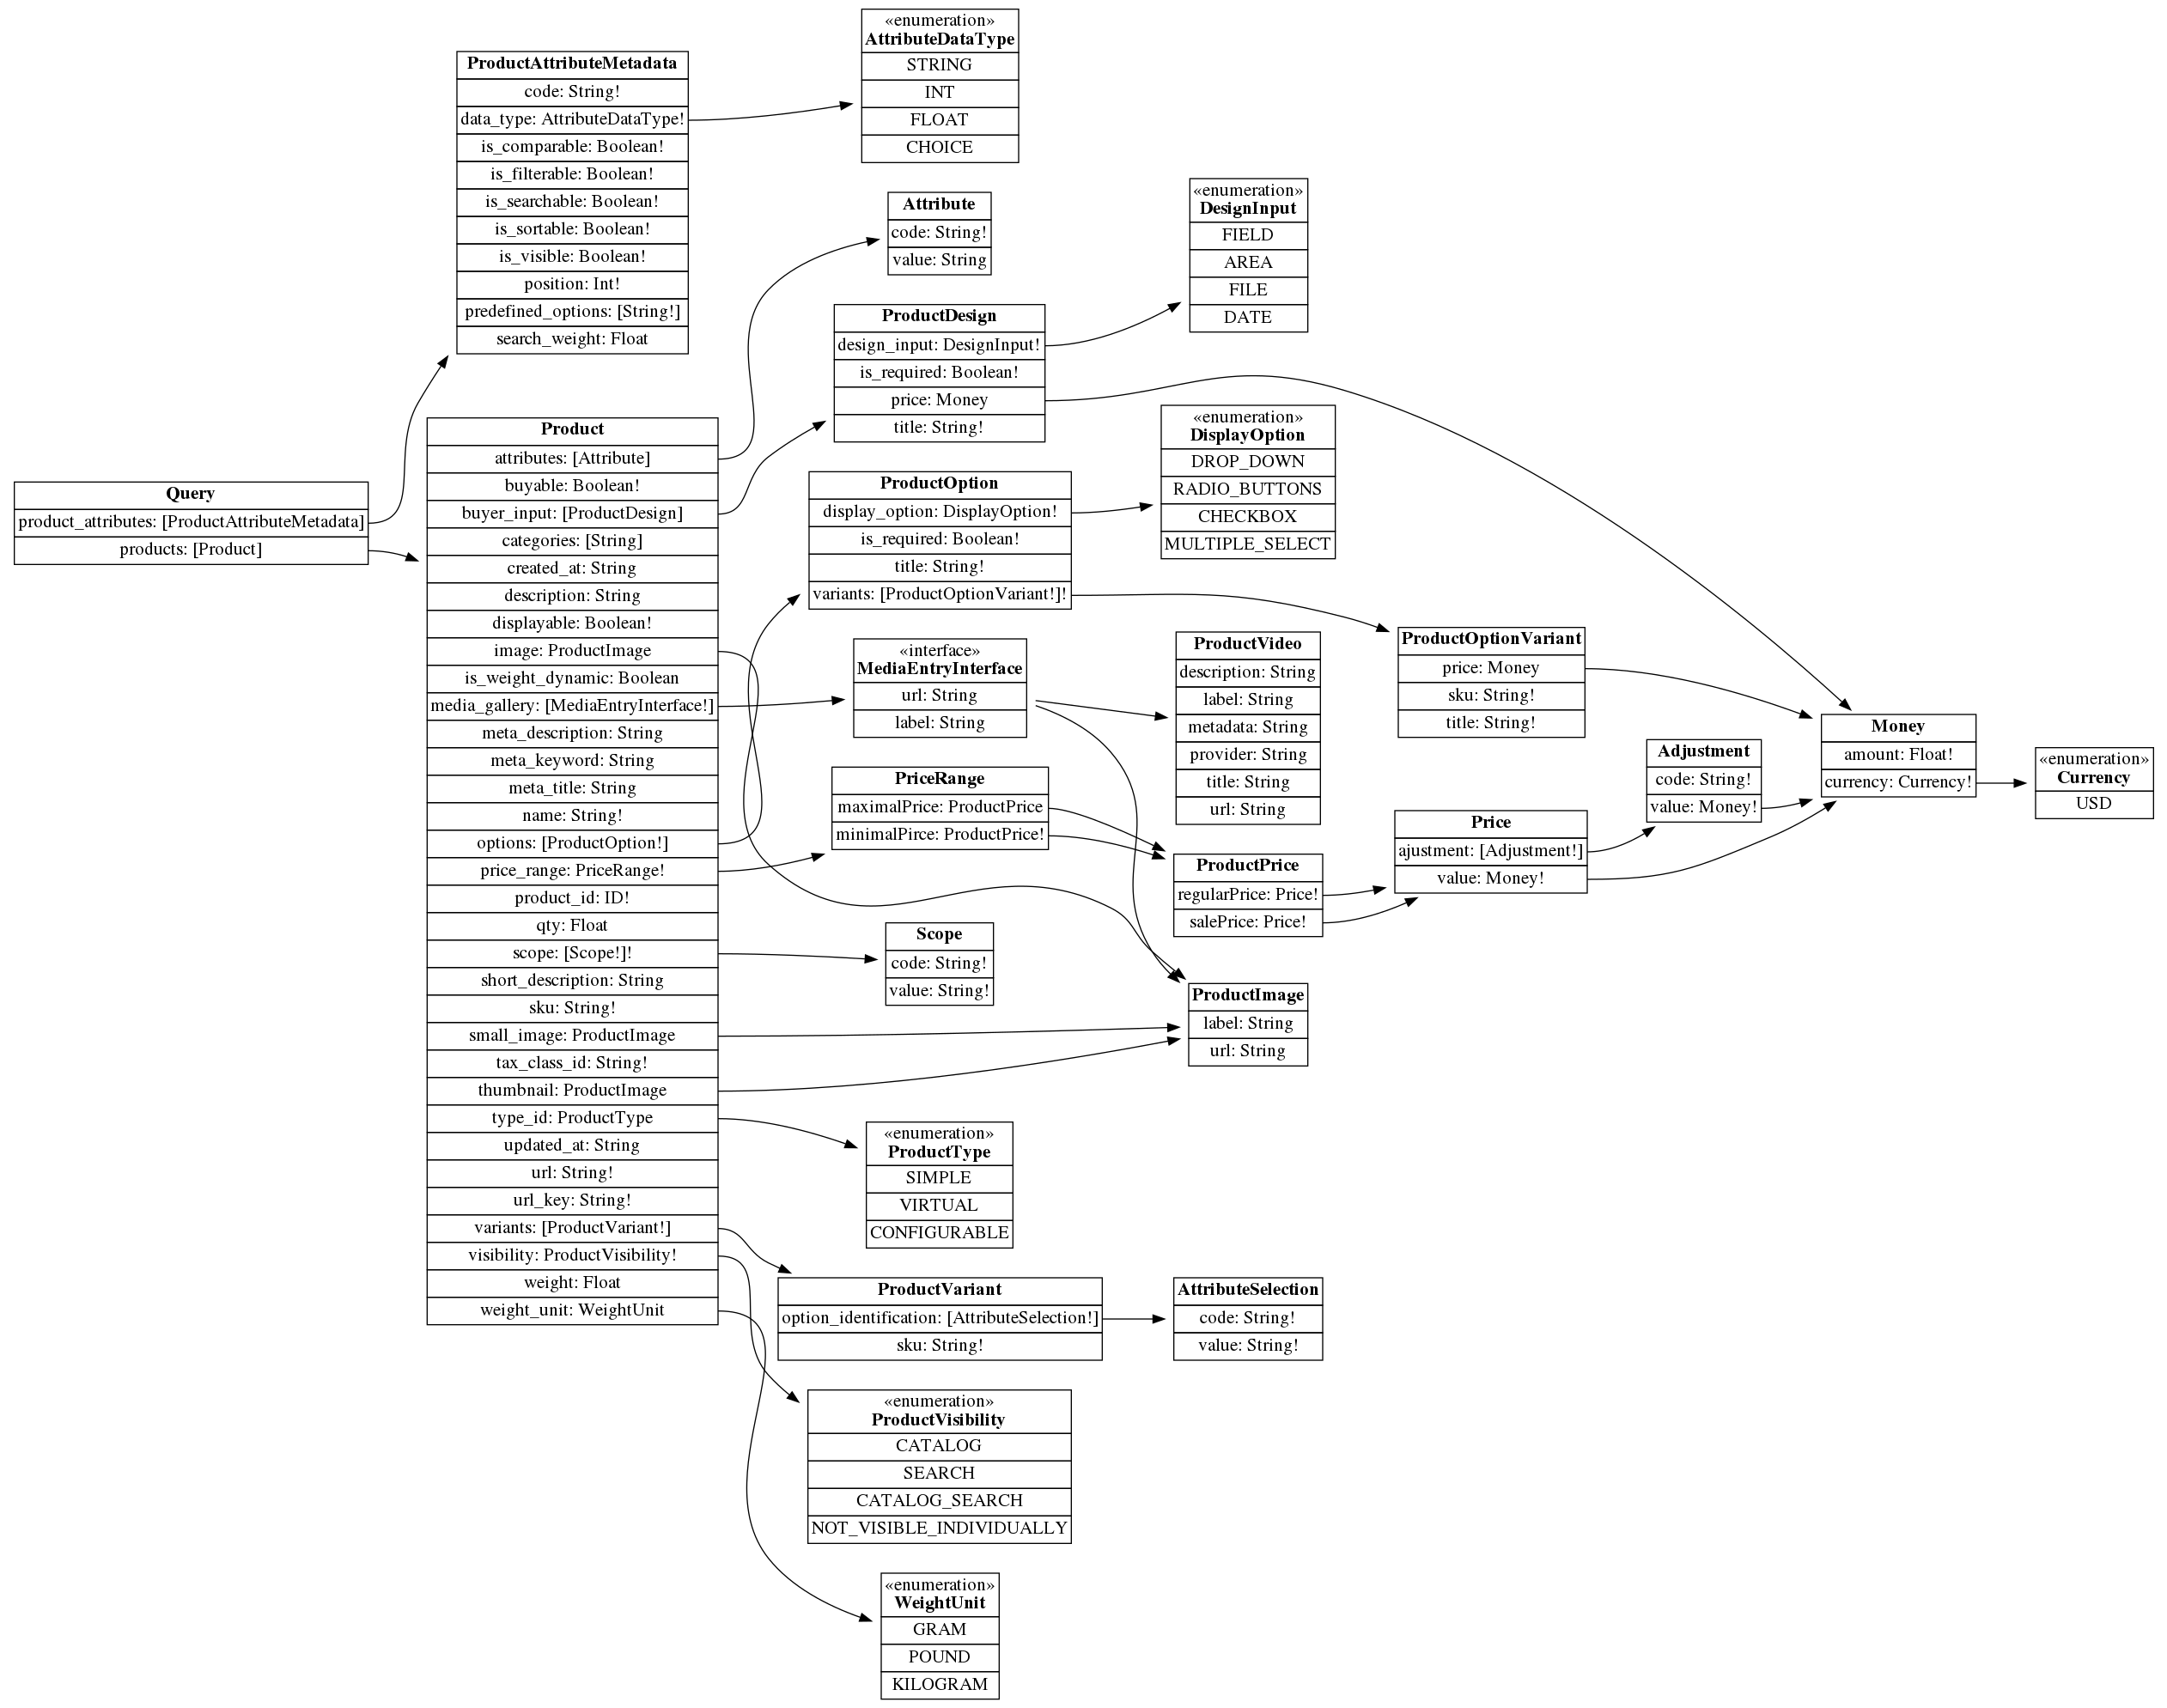 Query
product_attributes: [ProductAttributeMetadata]
products: [Product]
ProductAttributeMetadata
code: String!
data_type: AttributeDataType!
is_comparable: Boolean!
is_filterable: Boolean!
is_searchable: Boolean!
is_sortable: Boolean!
is_visible: Boolean!
position: Int!
predefined_options: [String!]
search_weight: Float
Product
attributes: [Attribute]
buyable: Boolean!
buyer_input: [ProductDesign]
categories: [String]
created_at: String
description: String
displayable: Boolean!
image: ProductImage
is_weight_dynamic: Boolean
media_gallery: [MediaEntryInterface!]
meta_description: String
meta_keyword: String
meta_title: String
name: String!
options: [ProductOption!]
price_range: PriceRange!
product_id: ID!
qty: Float
scope: [Scope!]!
short_description: String
sku: String!
small_image: ProductImage
tax_class_id: String!
thumbnail: ProductImage
type_id: ProductType
updated_at: String
url: String!
url_key: String!
variants: [ProductVariant!]
visibility: ProductVisibility!
weight: Float
weight_unit: WeightUnit
«enumeration»
AttributeDataType
STRING
INT
FLOAT
CHOICE
Attribute
code: String!
value: String
ProductDesign
design_input: DesignInput!
is_required: Boolean!
price: Money
title: String!
ProductOption
display_option: DisplayOption!
is_required: Boolean!
title: String!
variants: [ProductOptionVariant!]!
«interface»
MediaEntryInterface
url: String
label: String
PriceRange
maximalPrice: ProductPrice
minimalPirce: ProductPrice!
Scope
code: String!
value: String!
«enumeration»
ProductType
SIMPLE
VIRTUAL
CONFIGURABLE
ProductVariant
option_identification: [AttributeSelection!]
sku: String!
«enumeration»
ProductVisibility
CATALOG
SEARCH
CATALOG_SEARCH
NOT_VISIBLE_INDIVIDUALLY
«enumeration»
WeightUnit
GRAM
POUND
KILOGRAM
«enumeration»
DesignInput
FIELD
AREA
FILE
DATE
«enumeration»
DisplayOption
DROP_DOWN
RADIO_BUTTONS
CHECKBOX
MULTIPLE_SELECT
ProductVideo
description: String
label: String
metadata: String
provider: String
title: String
url: String
ProductPrice
regularPrice: Price!
salePrice: Price!
ProductImage
label: String
url: String
AttributeSelection
code: String!
value: String!
ProductOptionVariant
price: Money
sku: String!
title: String!
Price
ajustment: [Adjustment!]
value: Money!
Adjustment
code: String!
value: Money!
Money
amount: Float!
currency: Currency!
«enumeration»
Currency
USD